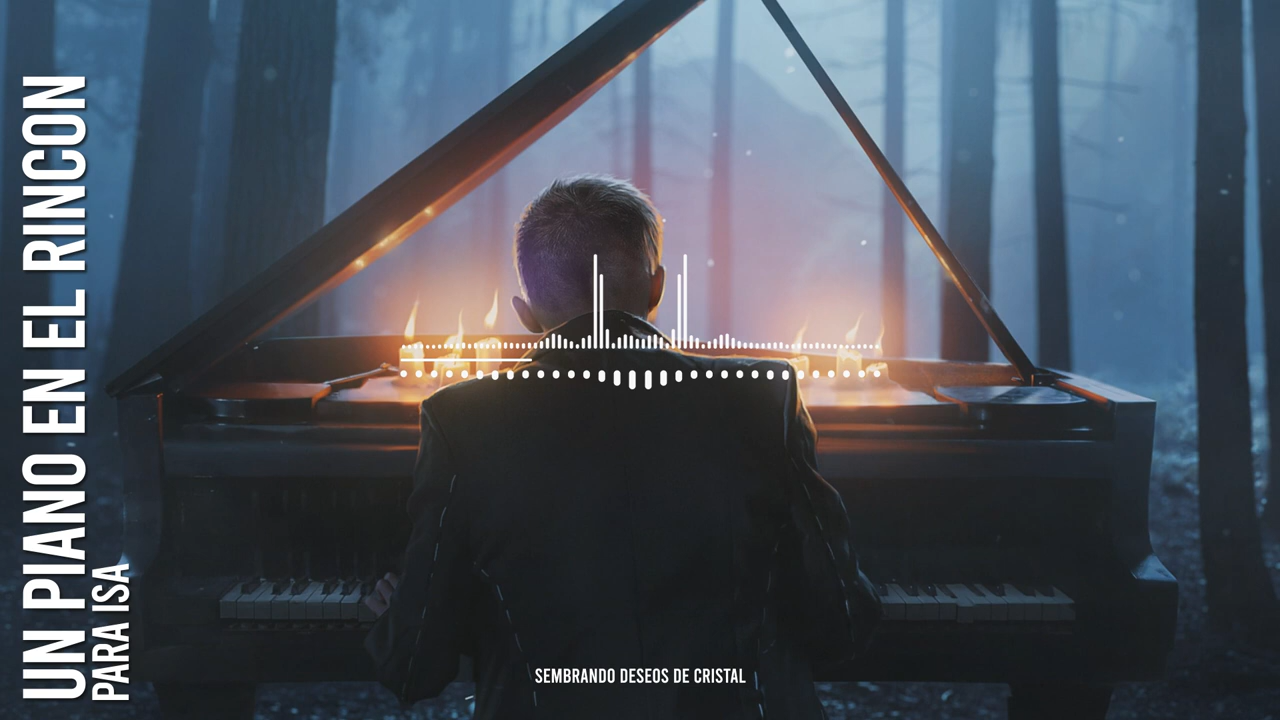 UN PIANO EN EL RINCON
PARA ISA
SEMBRANDO DESEOS DE CRISTAL